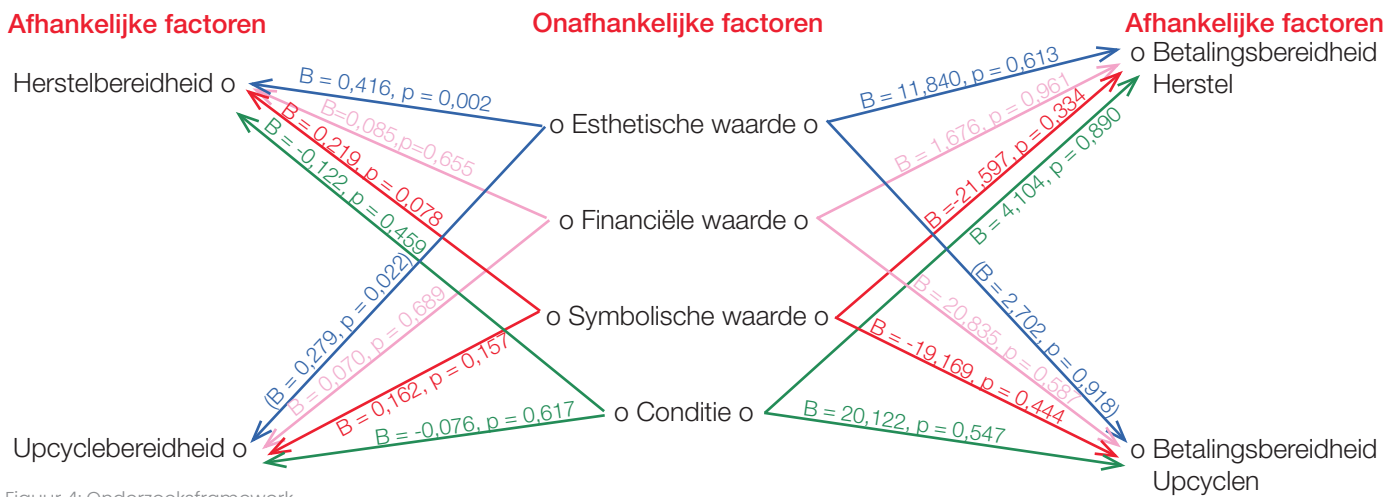 Afhankelijke factoren
Onafhankelijke factoren
Afhankelijke factoren
Herstelbereidheid o
o Betalingsbereidheid
Herstel
B = 0,416, p = 0,002
B=0,085,p=0,655
B = 0,219, p = 0,078
B = -0,122, p = 0,459
B = 11,840, p = 0,613
B = 1,676, p = 0,961
B =-21,597, p = 0,334
B = 4,104, p = 0,890
o Esthetische waarde o
o Financiële waarde o
o Symbolische waarde o
o Conditie o
(B = 0,279, p = 0,022)
B = 0,070, p = 0,689
B = 0,162, p = 0,157
B = -0,076, p = 0,617
(B = 2,702, p = 0,918)
B = 20,835, p = 0,587
B = -19,169, p = 0,444
B = 20,122, p = 0,547
Upcyclebereidheid o
o Betalingsbereidheid
Upcyclen
Figuur 4: Onderzoeksframework